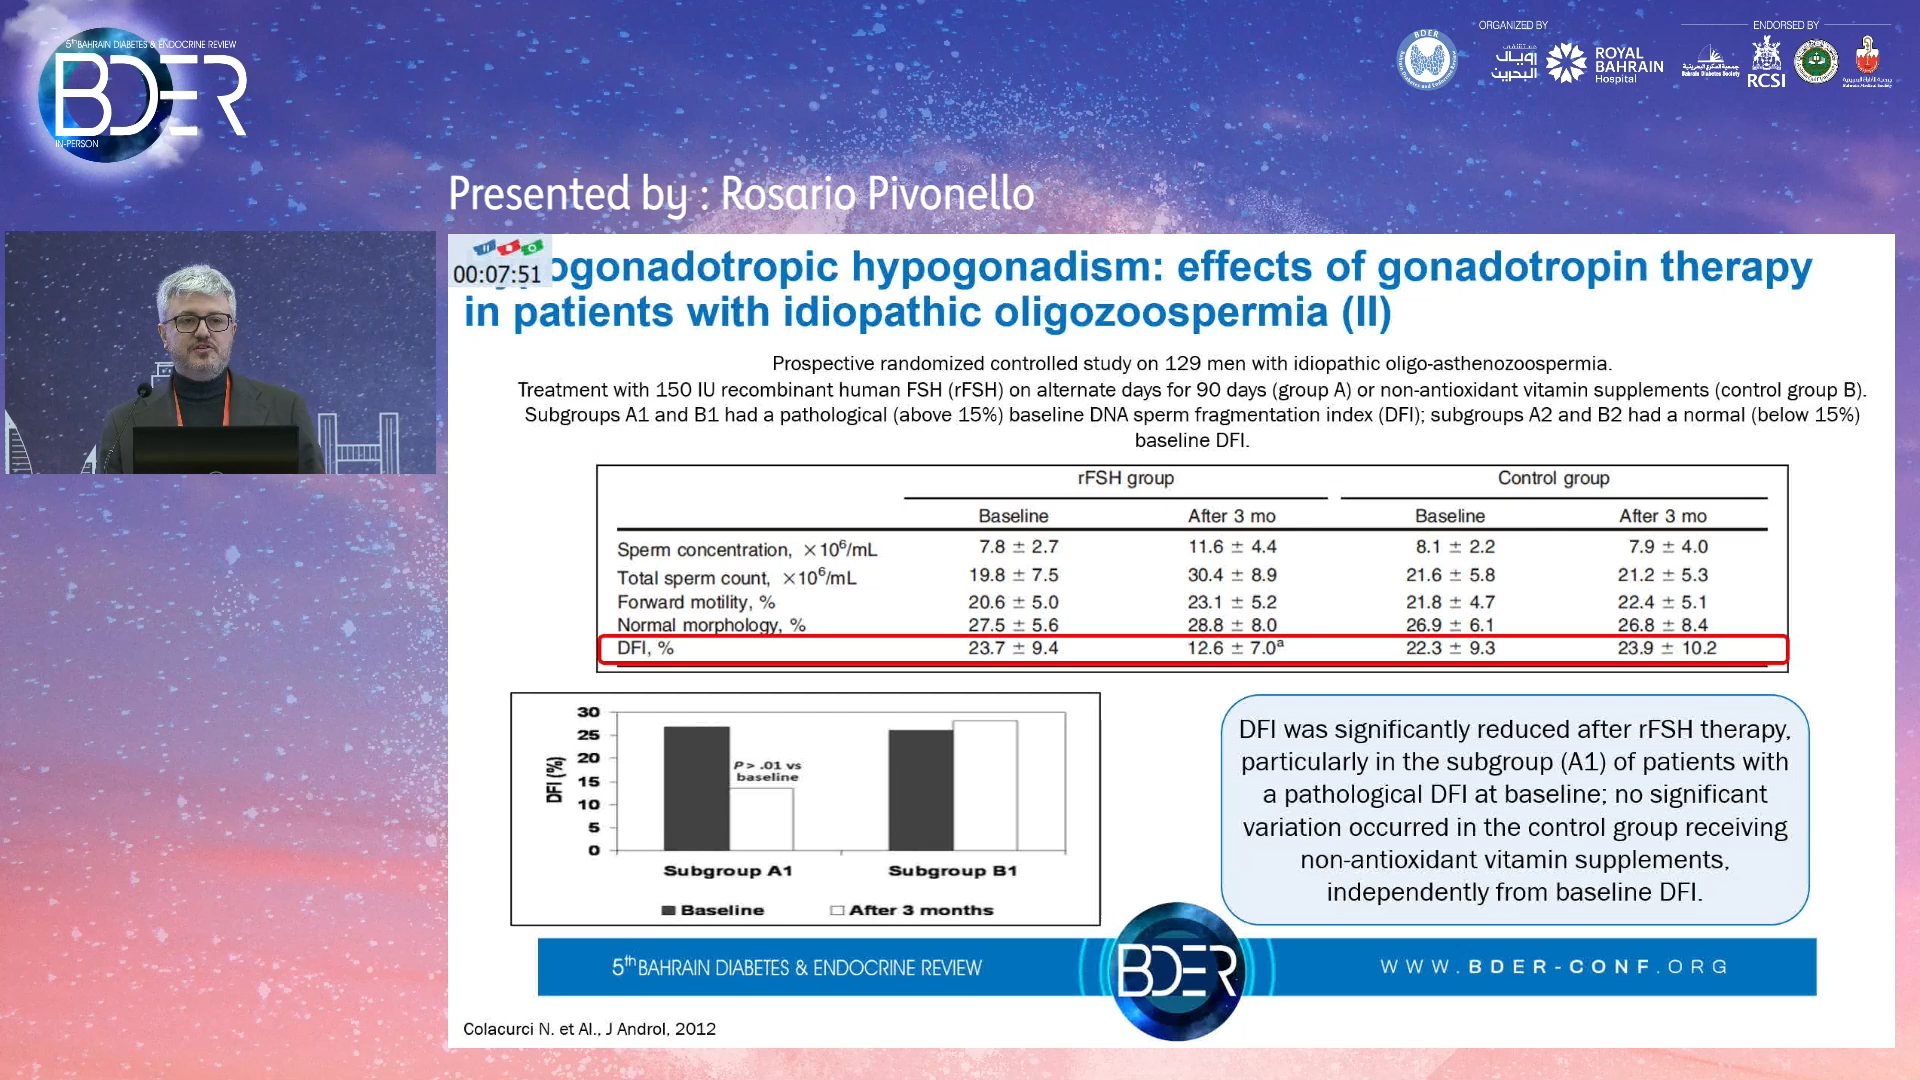 5th BAHRAIN DIABETES & ENDOCRINE REVIEW
BDER
IN-PERSON
ORGANIZED BY
ENDORSED BY
BDER
مستشفى
رويال
البحرين
ROYAL
BAHRAIN
Hospital
Bahrain Diabetes Society
RCSI
Bahrain Medical Society
Presented by : Rosario Pivonello
00:07:51
ogonadotropic hypogonadism: effects of gonadotropin therapy
in patients with idiopathic oligozoospermia (II)
Prospective randomized controlled study on 129 men with idiopathic oligo-asthenozoospermia.
Treatment with 150 IU recombinant human FSH (rFSH) on alternate days for 90 days (group A) or non-antioxidant vitamin supplements (control group B).
Subgroups A1 and B1 had a pathological (above 15%) baseline DNA sperm fragmentation index (DFI); subgroups A2 and B2 had a normal (below 15%)
baseline DFI.
rFSH group Control group
Baseline After 3 mo Baseline After 3 mo
Sperm concentration, ×10⁶/mL 7.8 ± 2.7 11.6 ± 4.4 8.1 ± 2.2 7.9 ± 4.0
Total sperm count, ×10⁶/mL 19.8 ± 7.5 30.4 ± 8.9 21.6 ± 5.8 21.2 ± 5.3
Forward motility, % 20.6 ± 5.0 23.1 ± 5.2 21.8 ± 4.7 22.4 ± 5.1
Normal morphology, % 27.5 ± 5.6 28.8 ± 8.0 26.9 ± 6.1 26.8 ± 8.4
DFI, % 23.7 ± 9.4 12.6 ± 7.0ᵃ 22.3 ± 9.3 23.9 ± 10.2
DFI (%)
30
25
20
15
10
5
0
P > .01 vs
baseline
Subgroup A1 Subgroup B1
Baseline After 3 months
DFI was significantly reduced after rFSH therapy,
particularly in the subgroup (A1) of patients with
a pathological DFI at baseline; no significant
variation occurred in the control group receiving
non-antioxidant vitamin supplements,
independently from baseline DFI.
5th BAHRAIN DIABETES & ENDOCRINE REVIEW
BDER
WWW.BDER-CONF.ORG
Colacurci N. et Al., J Androl, 2012